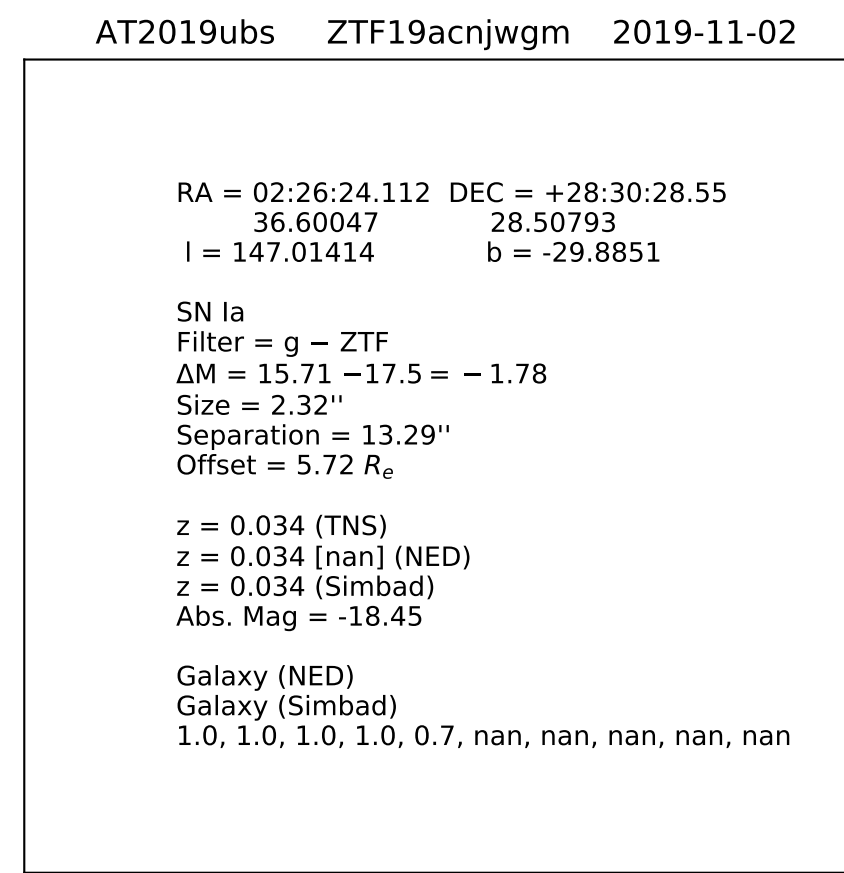 AT2019ubs ZTF19acnjwgm 2019-11-02
RA = 02:26:24.112 DEC = +28:30:28.55
36.60047 28.50793
l = 147.01414 b = -29.8851
SN Ia
Filter = g − ZTF
ΔM = 15.71 −17.5 = − 1.78
Size = 2.32''
Separation = 13.29''
Offset = 5.72 Rₑ
z = 0.034 (TNS)
z = 0.034 [nan] (NED)
z = 0.034 (Simbad)
Abs. Mag = -18.45
Galaxy (NED)
Galaxy (Simbad)
1.0, 1.0, 1.0, 1.0, 0.7, nan, nan, nan, nan, nan